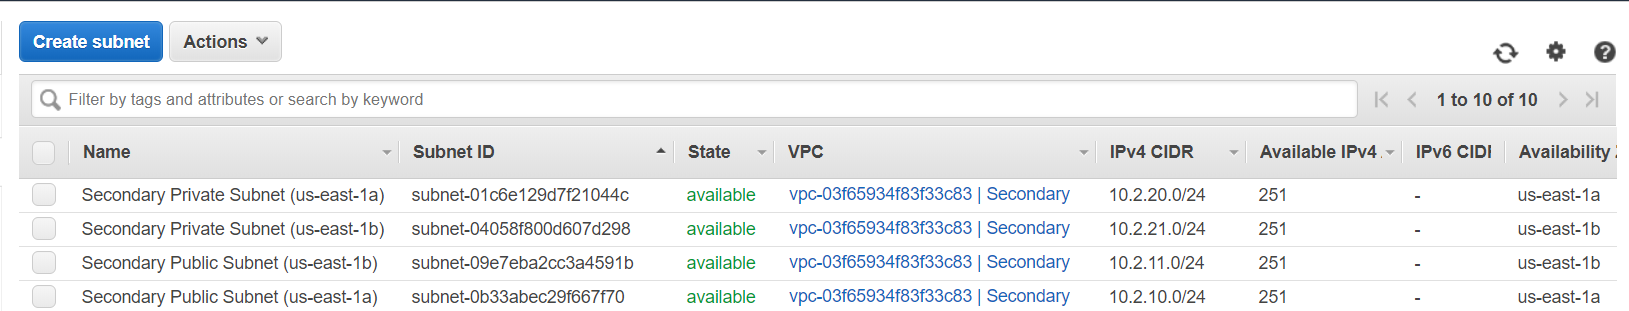 Create subnet Actions
Filter by tags and attributes or search by keyword 1 to 10 of 10
Name Subnet ID State VPC IPv4 CIDR Available IPv4 IPv6 CIDI Availability
Secondary Private Subnet (us-east-1a) subnet-01c6e129d7f21044c available vpc-03f65934f83f33c83 | Secondary 10.2.20.0/24 251 - us-east-1a
Secondary Private Subnet (us-east-1b) subnet-04058f800d607d298 available vpc-03f65934f83f33c83 | Secondary 10.2.21.0/24 251 - us-east-1b
Secondary Public Subnet (us-east-1b) subnet-09e7eba2cc3a4591b available vpc-03f65934f83f33c83 | Secondary 10.2.11.0/24 251 - us-east-1b
Secondary Public Subnet (us-east-1a) subnet-0b33abec29f667f70 available vpc-03f65934f83f33c83 | Secondary 10.2.10.0/24 251 - us-east-1a